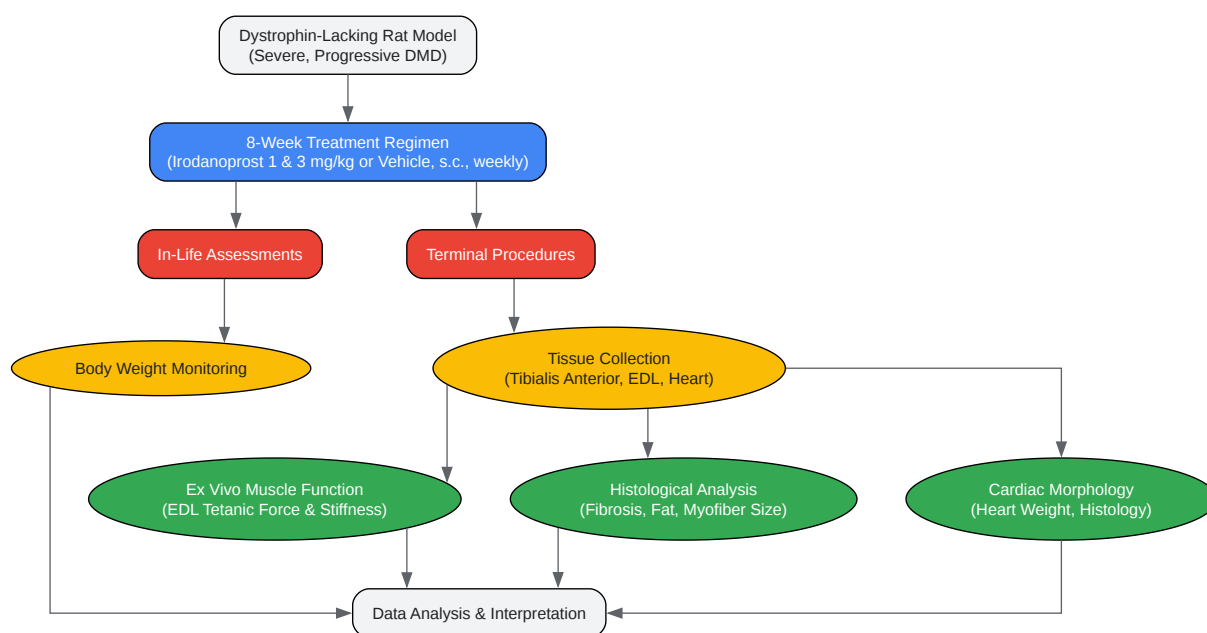 Dystrophin-Lacking Rat Model
(Severe, Progressive DMD)
8-Week Treatment Regimen
(Irodanoprost 1 & 3 mg/kg or Vehicle, s.c., weekly)
In-Life Assessments
Terminal Procedures
Body Weight Monitoring
Tissue Collection
(Tibialis Anterior, EDL, Heart)
Ex Vivo Muscle Function
(EDL Tetanic Force & Stiffness)
Histological Analysis
(Fibrosis, Fat, Myofiber Size)
Cardiac Morphology
(Heart Weight, Histology)
Data Analysis & Interpretation